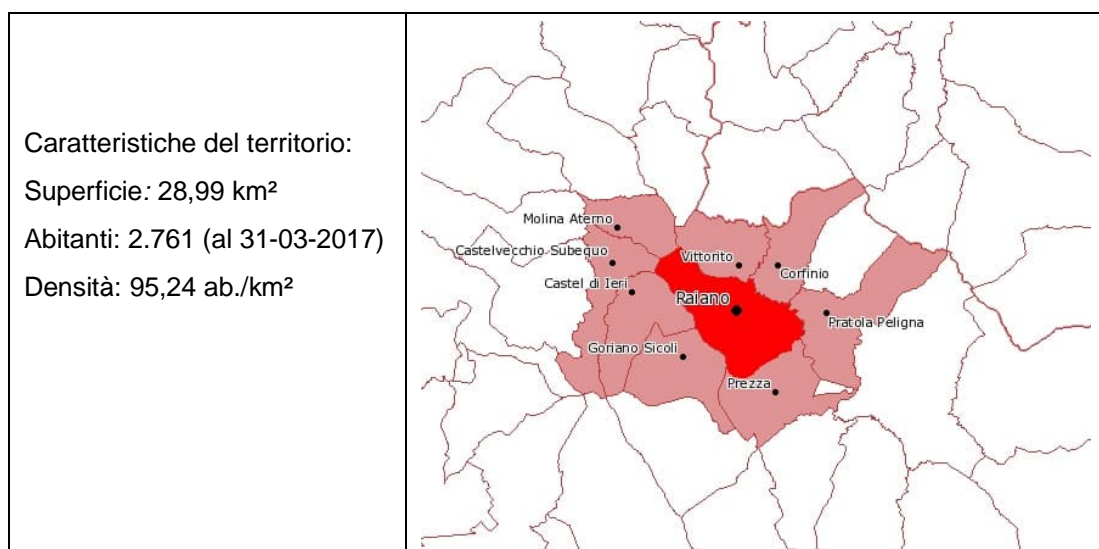 Caratteristiche del territorio:
Superficie: 28,99 km²
Abitanti: 2.761 (al 31-03-2017)
Densità: 95,24 ab./km²
Molina Aterno
Castelvecchio Subequo
Vittorito
Corfinio
Castel di Ieri
Raiano
Pratola Peligna
Goriano Sicoli
Prezza